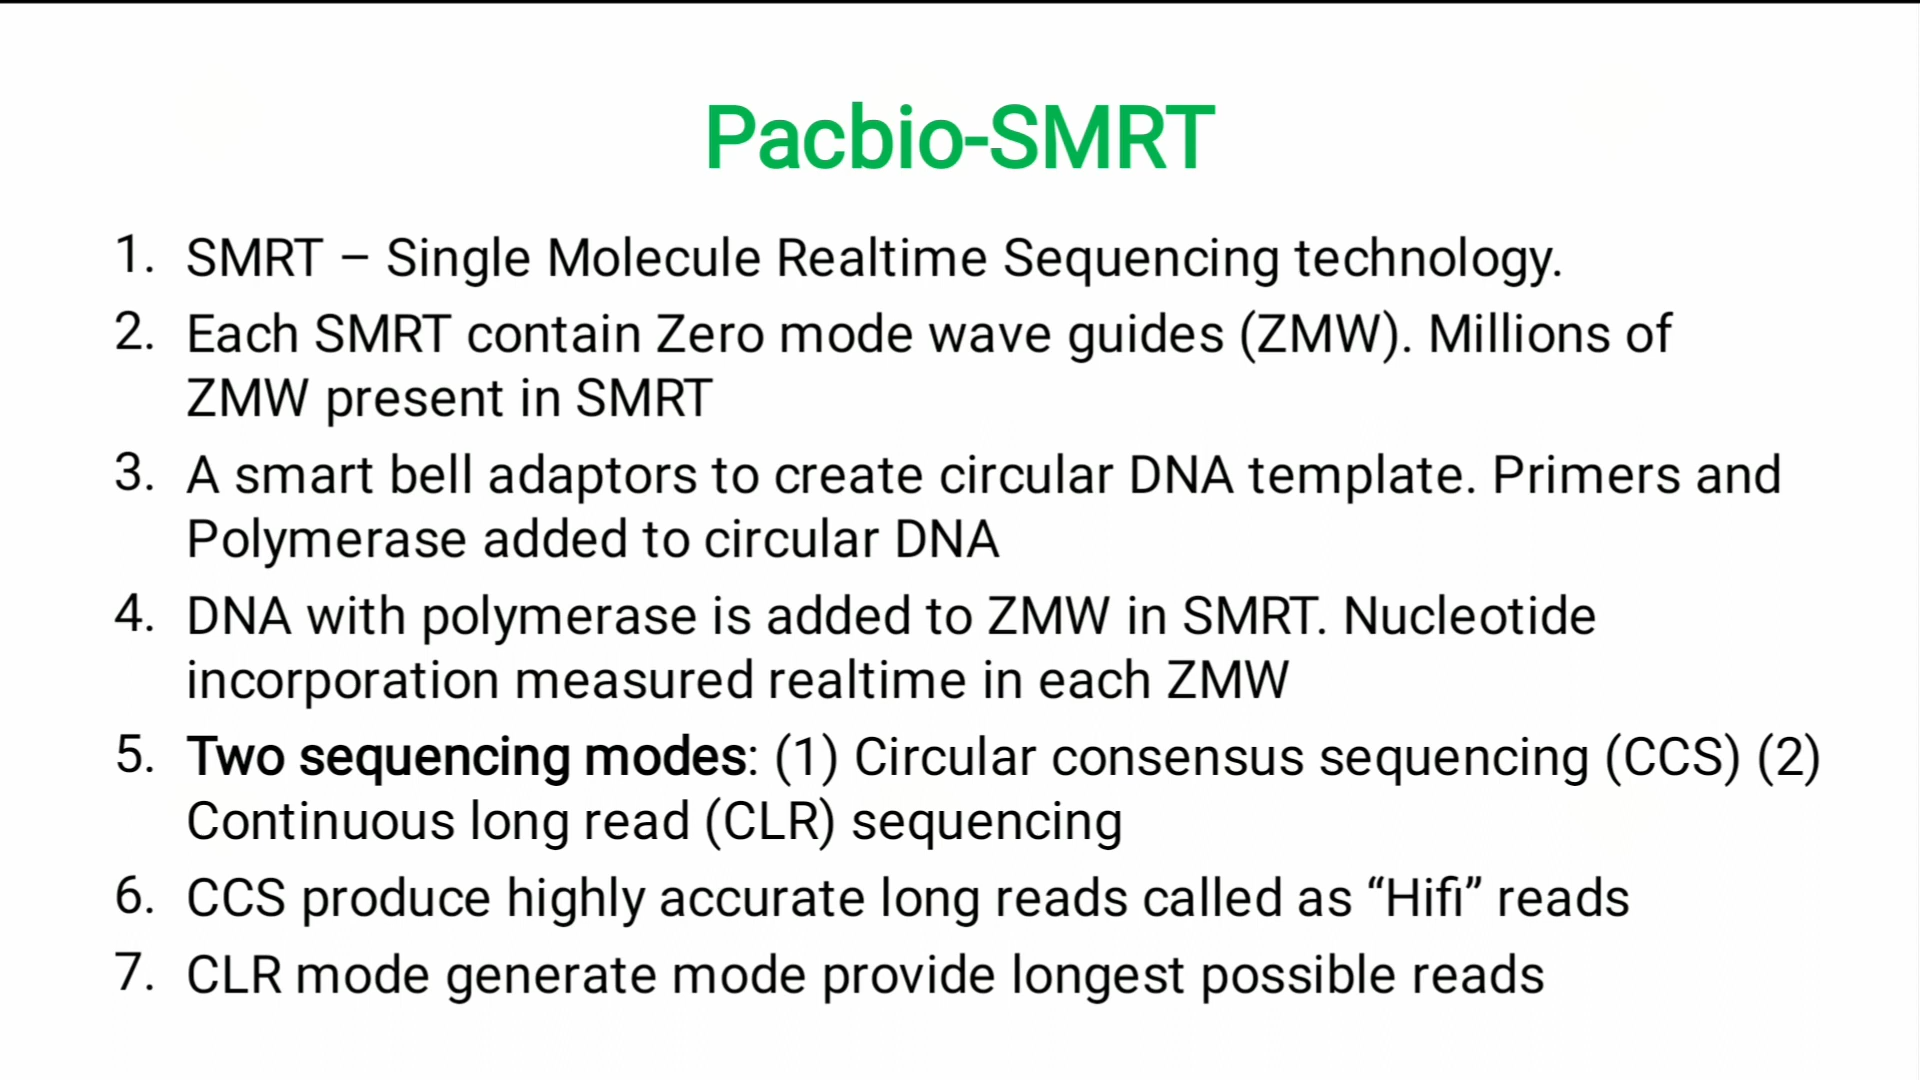 Pacbio-SMRT
1. SMRT – Single Molecule Realtime Sequencing technology.
2. Each SMRT contain Zero mode wave guides (ZMW). Millions of
ZMW present in SMRT
3. A smart bell adaptors to create circular DNA template. Primers and
Polymerase added to circular DNA
4. DNA with polymerase is added to ZMW in SMRT. Nucleotide
incorporation measured realtime in each ZMW
5. Two sequencing modes: (1) Circular consensus sequencing (CCS) (2)
Continuous long read (CLR) sequencing
6. CCS produce highly accurate long reads called as “Hifi” reads
7. CLR mode generate mode provide longest possible reads